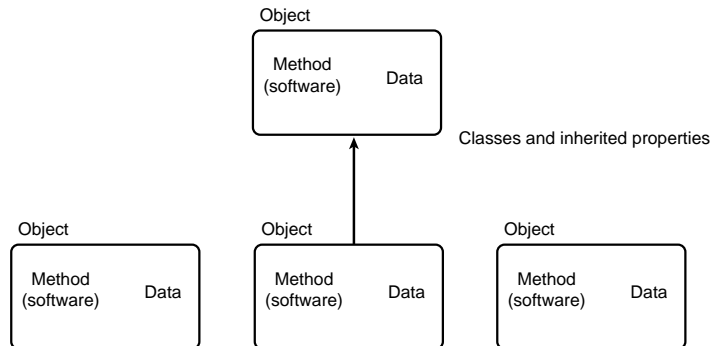 Object
Method
(software)
Data
Classes and inherited properties
Object
Object
Object
Method
(software)
Data
Method
(software)
Data
Method
(software)
Data